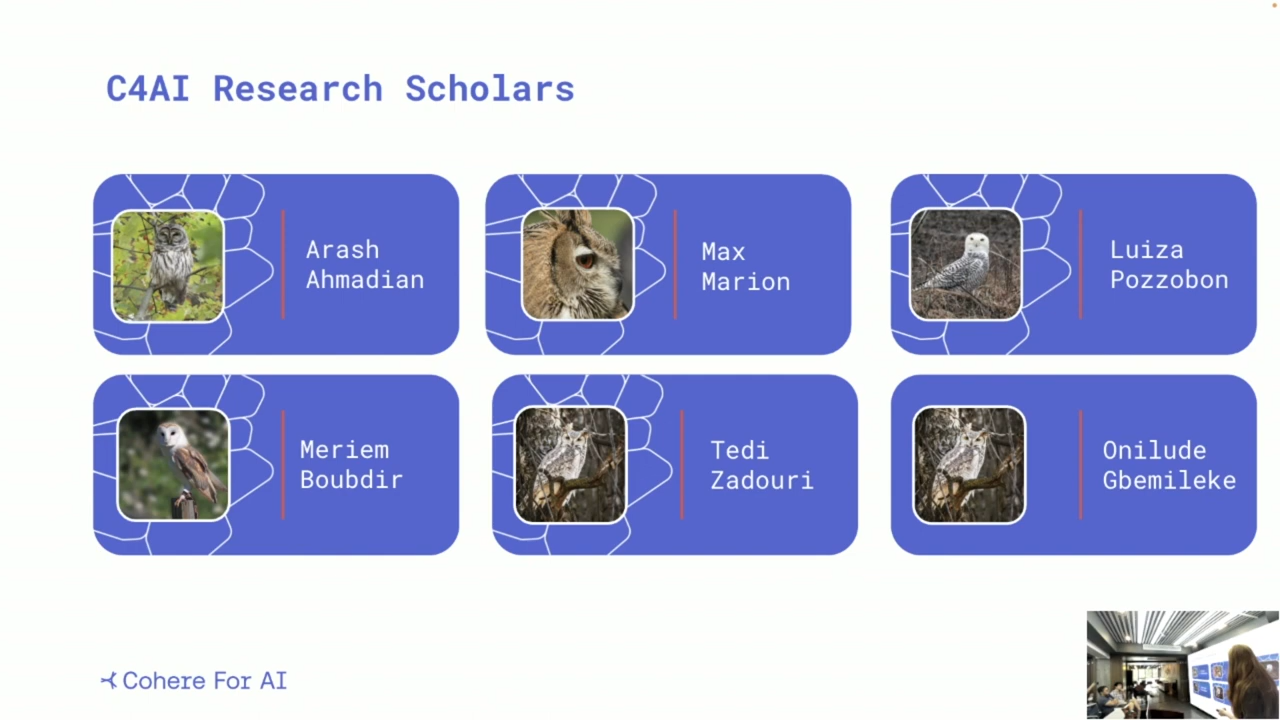 C4AI Research Scholars
Arash
Ahmadian
Max
Marion
Luiza
Pozzobon
Meriem
Boubdir
Tedi
Zadouri
Onilude
Gbemileke
Cohere For AI